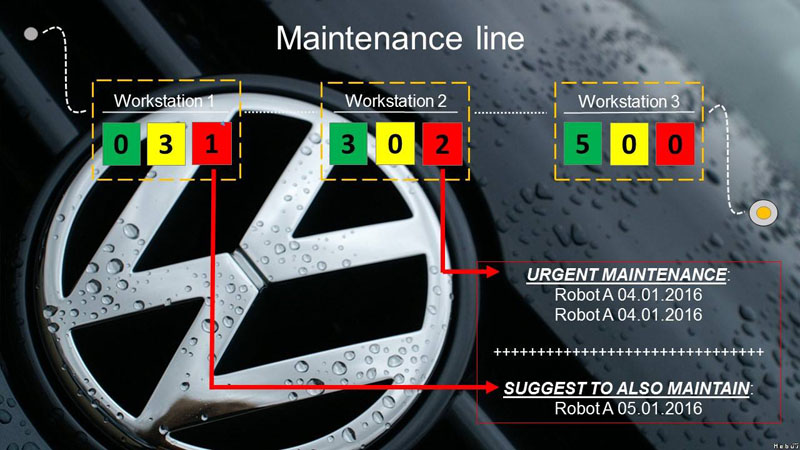 Maintenance line
Workstation 1
0 3 1
Workstation 2
3 0 2
Workstation 3
5 0 0
URGENT MAINTENANCE:
Robot A 04.01.2016
Robot A 04.01.2016
+++++++++++++++++++++++++++++++
SUGGEST TO ALSO MAINTAIN:
Robot A 05.01.2016